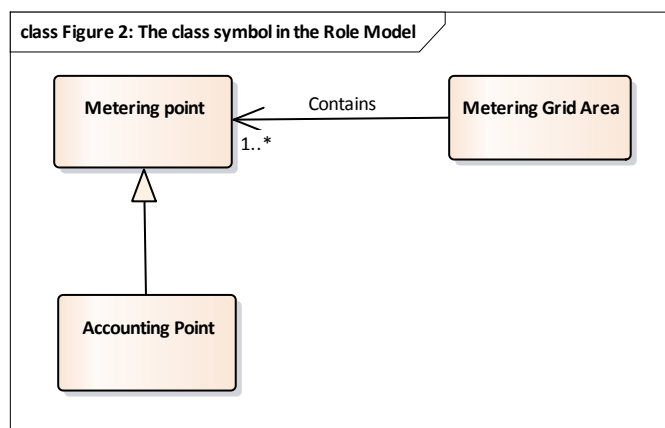 class Figure 2: The class symbol in the Role Model
Metering point
Contains
Metering Grid Area
1..*
Accounting Point